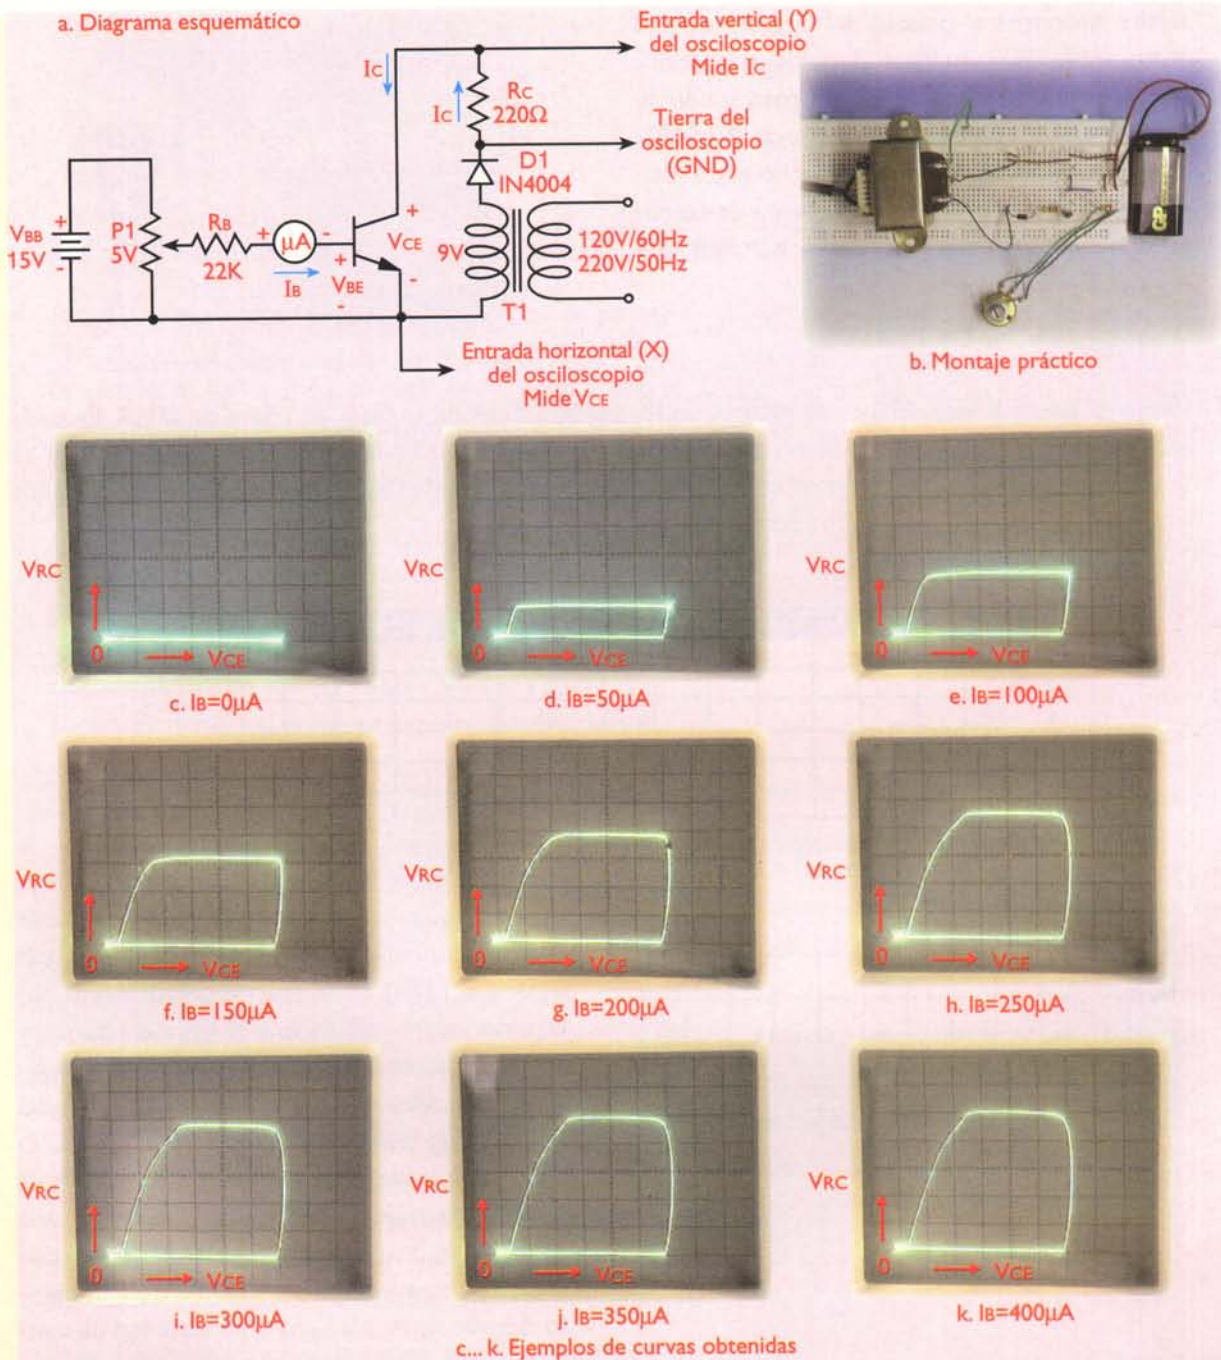 a. Diagrama esquemático
Entrada vertical (Y)
del osciloscopio
Mide IC
IC
IC
RC
220Ω
Tierra del
osciloscopio
(GND)
D1
IN4004
VBB
15V
+
-
P1
5V
RB
22K
+
µA
-
IB
+
VBE
-
+
VCE
-
9V
T1
120V/60Hz
220V/50Hz
Entrada horizontal (X)
del osciloscopio
Mide VCE
GP
b. Montaje práctico
VRC
0
VCE
c. IB=0µA
VRC
0
VCE
d. IB=50µA
VRC
0
VCE
e. IB=100µA
VRC
0
VCE
f. IB=150µA
VRC
0
VCE
g. IB=200µA
VRC
0
VCE
h. IB=250µA
VRC
0
VCE
i. IB=300µA
VRC
0
VCE
j. IB=350µA
VRC
0
VCE
k. IB=400µA
c... k. Ejemplos de curvas obtenidas